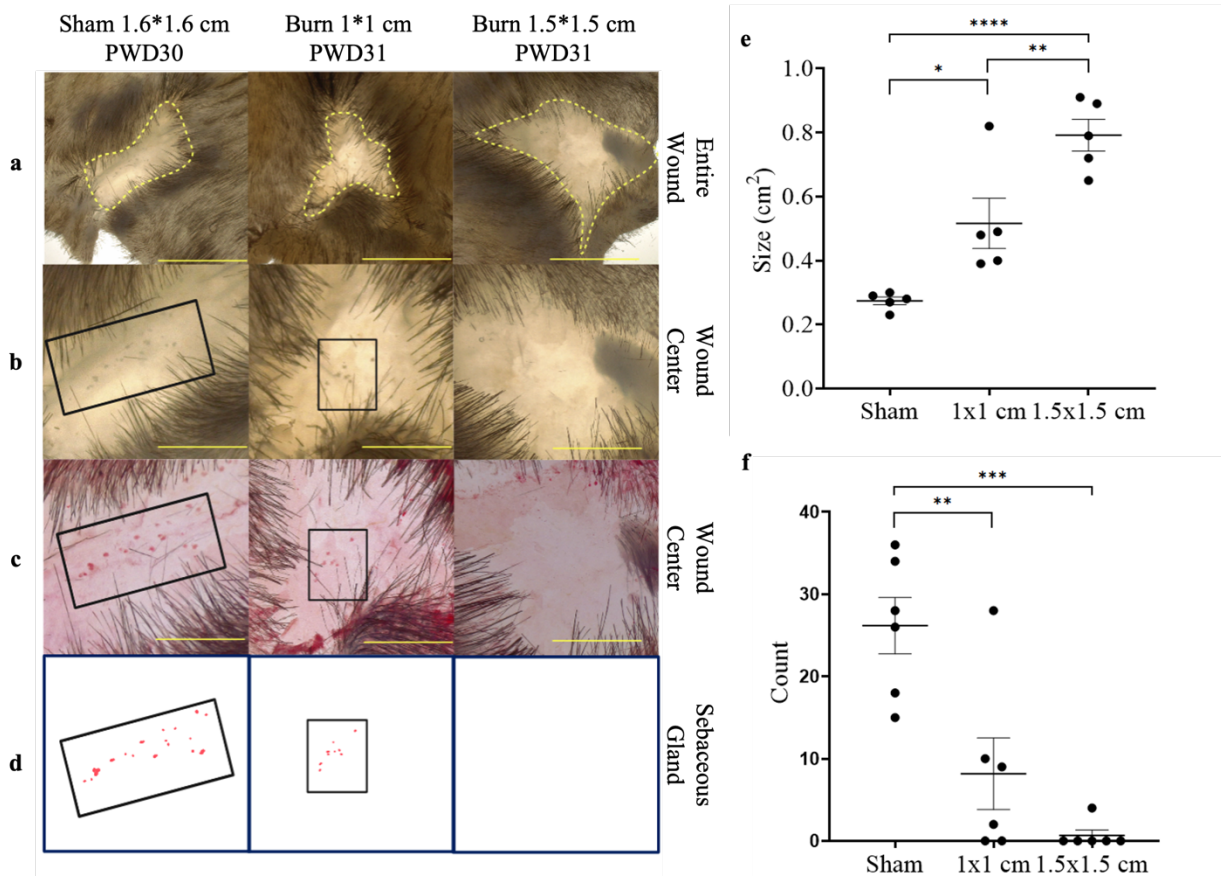 Sham 1.6*1.6 cm
PWD30
Burn 1*1 cm
PWD31
Burn 1.5*1.5 cm
PWD31
a
Entire
Wound
b
Wound
Center
c
Wound
Center
d
Sebaceous
Gland
e
****
*
**
1.0
0.8
0.6
0.4
0.2
0.0
Size (cm²)
Sham
1x1 cm
1.5x1.5 cm
f
***
**
40
30
20
10
0
Count
Sham
1x1 cm
1.5x1.5 cm